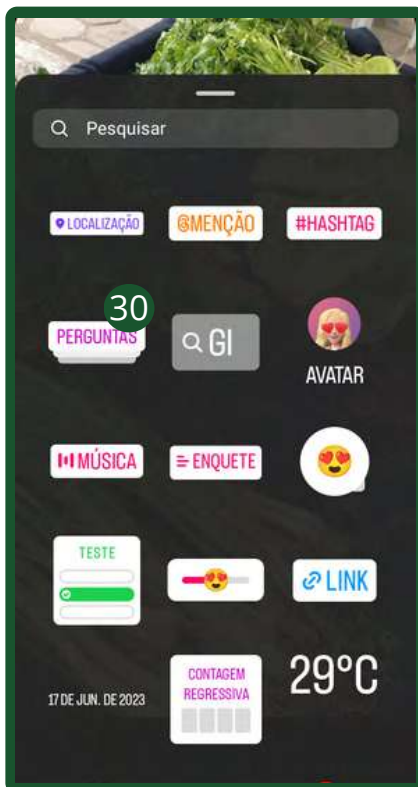 Pesquisar
LOCALIZAÇÃO
@MENÇÃO
#HASHTAG
30
PERGUNTAS
GI
AVATAR
MÚSICA
ENQUETE
TESTE
LINK
17 DE JUN. DE 2023
CONTAGEM
REGRESSIVA
29°C